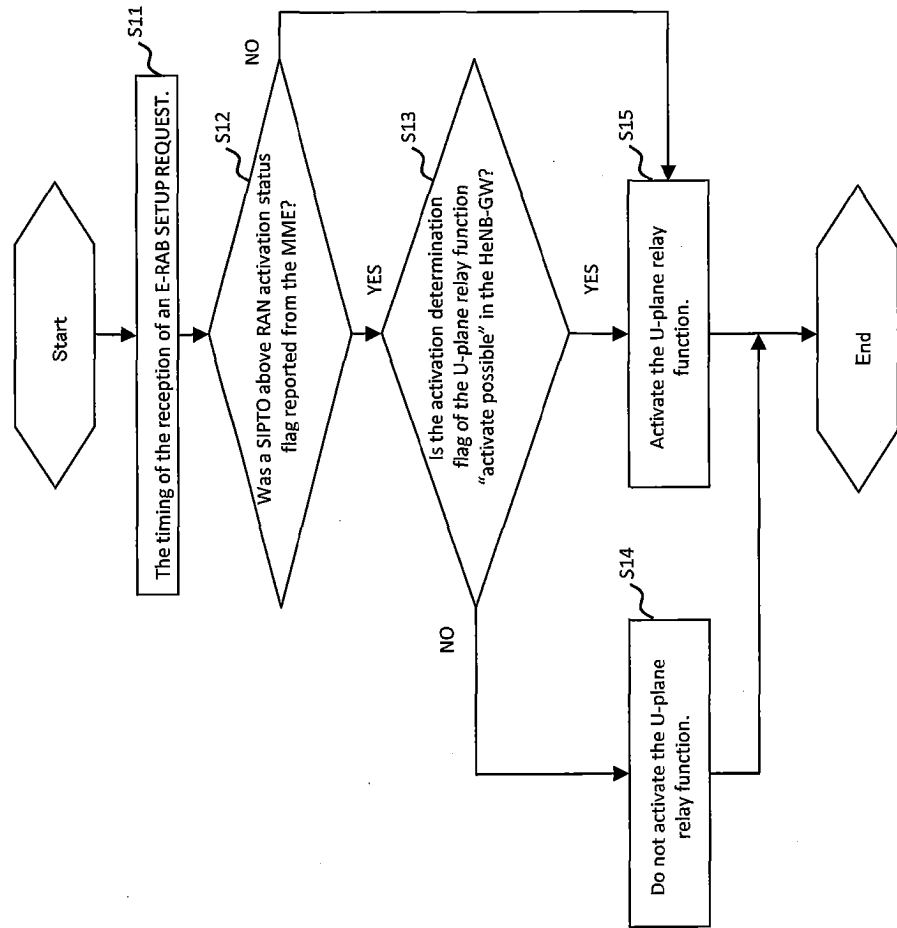 Start
S11
The timing of the reception of an E-RAB SETUP REQUEST.
S12
Was a SIPTO above RAN activation status
flag reported from the MME?
NO
YES
S13
Is the activation determination
flag of the U-plane relay function
“activate possible” in the HeNB-GW?
NO
YES
S14
Do not activate the U-plane
relay function.
S15
Activate the U-plane relay
function.
End